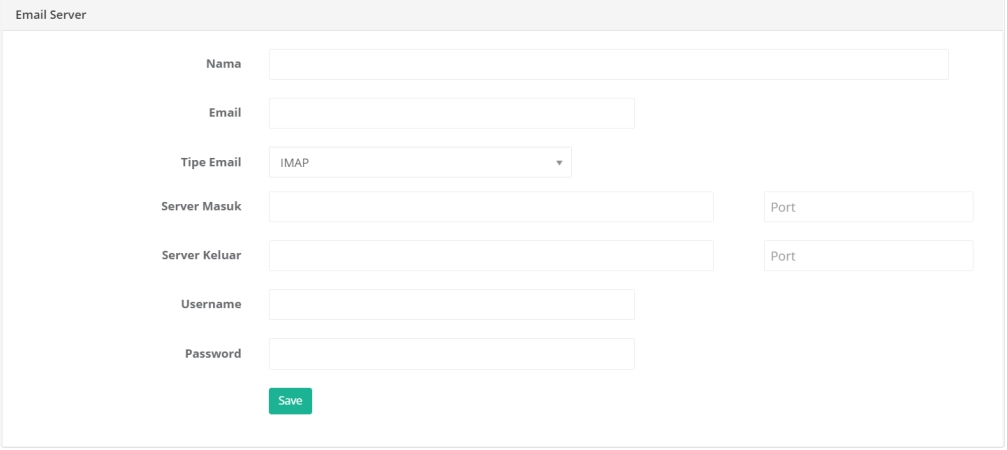 Email Server
Nama
Email
Tipe Email IMAP
Server Masuk Port
Server Keluar Port
Username
Password
Save